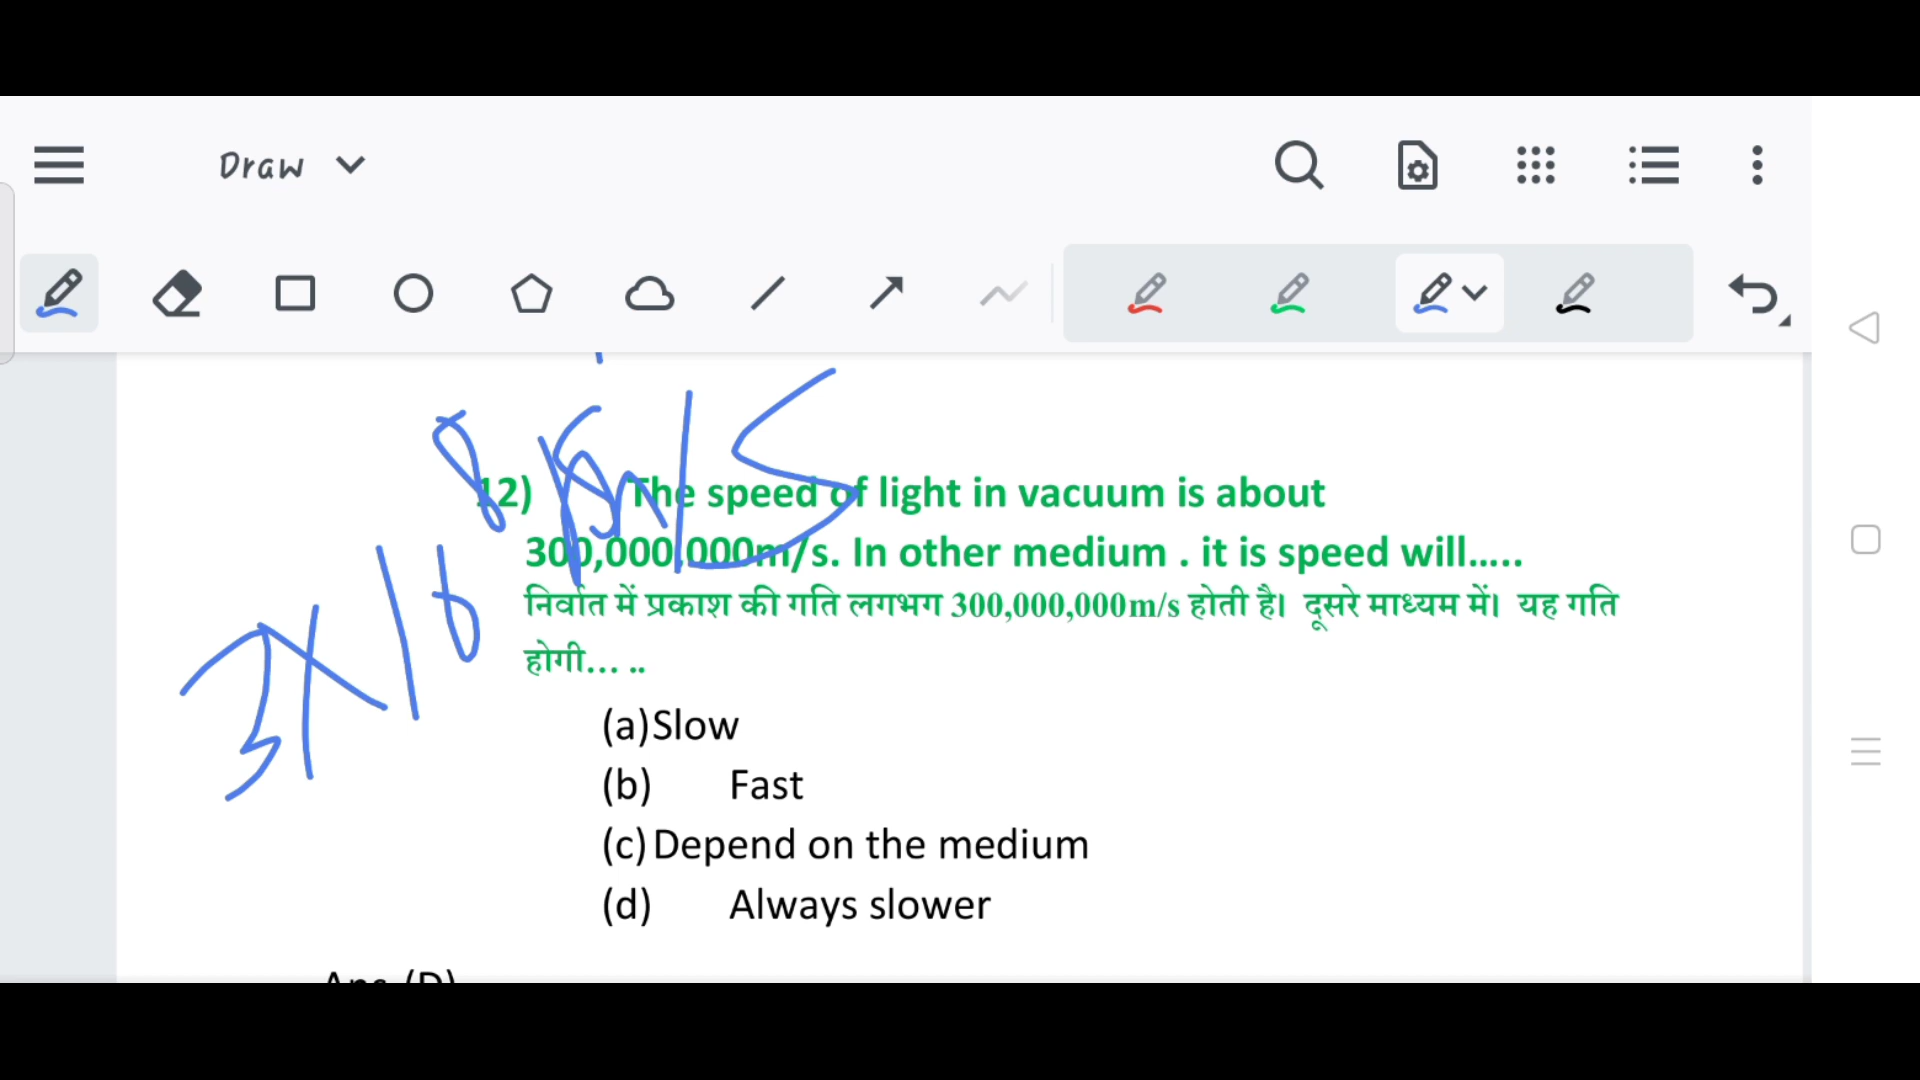 Draw
3X10 8 m/s
12) The speed of light in vacuum is about
300,000,000m/s. In other medium . it is speed will.....
निर्वात में प्रकाश की गति लगभग 300,000,000m/s होती है। दूसरे माध्यम में। यह गति
होगी... ..
(a)Slow
(b) Fast
(c)Depend on the medium
(d) Always slower
Ans (D)